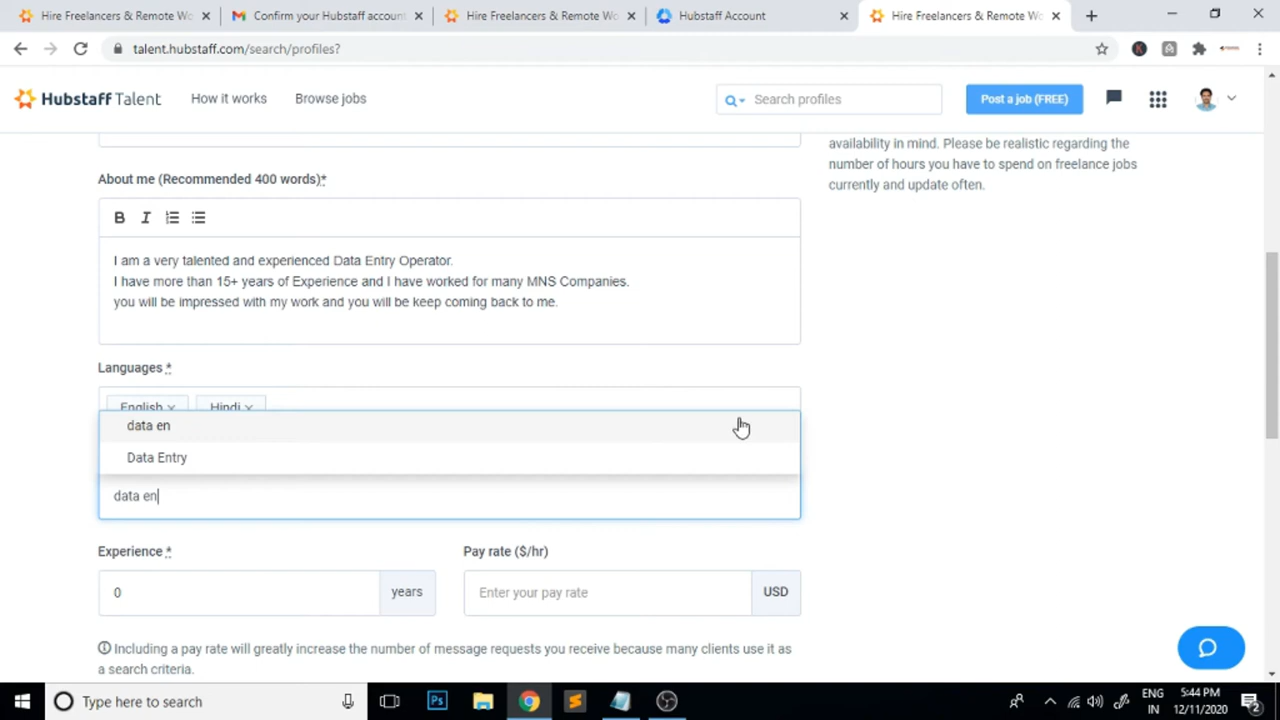 Hire Freelancers & Remote Wo
Confirm your Hubstaff accoun
Hire Freelancers & Remote Wo
Hubstaff Account
Hire Freelancers & Remote Wo
talent.hubstaff.com/search/profiles?
Hubstaff Talent
How it works
Browse jobs
Search profiles
Post a job (FREE)
availability in mind. Please be realistic regarding the
number of hours you have to spend on freelance jobs
currently and update often.
About me (Recommended 400 words)*
B I
I am a very talented and experienced Data Entry Operator.
I have more than 15+ years of Experience and I have worked for many MNS Companies.
you will be impressed with my work and you will be keep coming back to me.
Languages *
English × Hindi ×
data en
Data Entry
data en
Experience * Pay rate ($/hr)
0 years Enter your pay rate USD
Including a pay rate will greatly increase the number of message requests you receive because many clients use it as
a search criteria.
Type here to search
Ps
ENG
IN
5:44 PM
12/11/2020
2